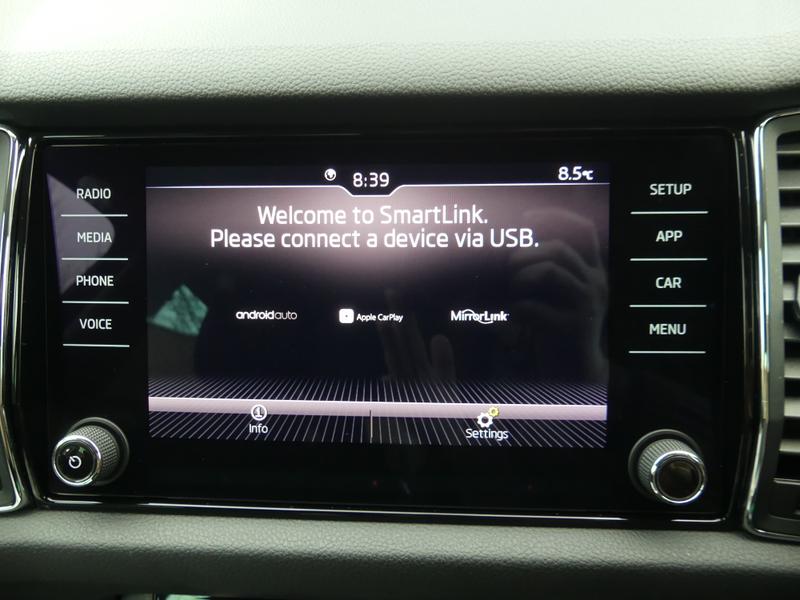 RADIO
MEDIA
PHONE
VOICE
8:39
8.5°C
Welcome to SmartLink.
Please connect a device via USB.
androidauto
Apple CarPlay
MirrorLink
Info
Settings
SETUP
APP
CAR
MENU